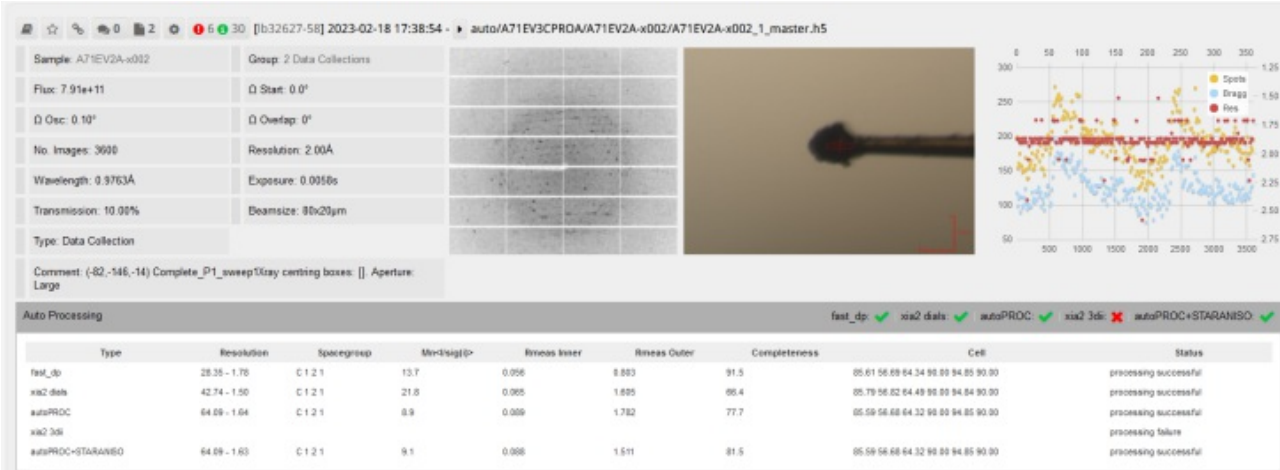 0 2 6 30 [lb32627-58] 2023-02-18 17:38:54 - auto/A71EV3CPROA/A71EV2A-x002/A71EV2A-x002_1_master.h5
Sample: A71EV2A-x002 Group: 2 Data Collections
Flux: 7.91e+11 Ω Start: 0.0°
Ω Osc: 0.10° Ω Overlap: 0°
No. Images: 3600 Resolution: 2.00Å
Wavelength: 0.9763Å Exposure: 0.0058s
Transmission: 10.00% Beamsize: 80x20μm
Type: Data Collection
Comment: (-82,-146,-14) Complete_P1_sweep1Xray centring boxes: []. Aperture:
Large
0 50 100 150 200 250 300 350
300 250 200 150 100 50
1.25 1.50 1.75 2.00 2.25 2.50 2.75
Spots
Bragg
Res
500 1000 1500 2000 2500 3000 3500
Auto Processing fast_dp: xia2 dials: autoPROC: xia2 3dii: autoPROC+STARANISO:
Type Resolution Spacegroup Mn<I/sig(I)> Rmeas Inner Rmeas Outer Completeness Cell Status
fast_dp 28.35 - 1.78 C 1 2 1 13.7 0.056 0.803 91.5 85.61 56.69 64.34 90.00 94.85 90.00 processing successful
xia2 dials 42.74 - 1.50 C 1 2 1 21.8 0.065 1.605 66.4 85.79 56.82 64.49 90.00 94.84 90.00 processing successful
autoPROC 64.09 - 1.64 C 1 2 1 8.9 0.089 1.782 77.7 85.59 56.68 64.32 90.00 94.85 90.00 processing successful
xia2 3dii processing failure
autoPROC+STARANISO 64.09 - 1.63 C 1 2 1 9.1 0.088 1.511 81.5 85.59 56.68 64.32 90.00 94.85 90.00 processing successful